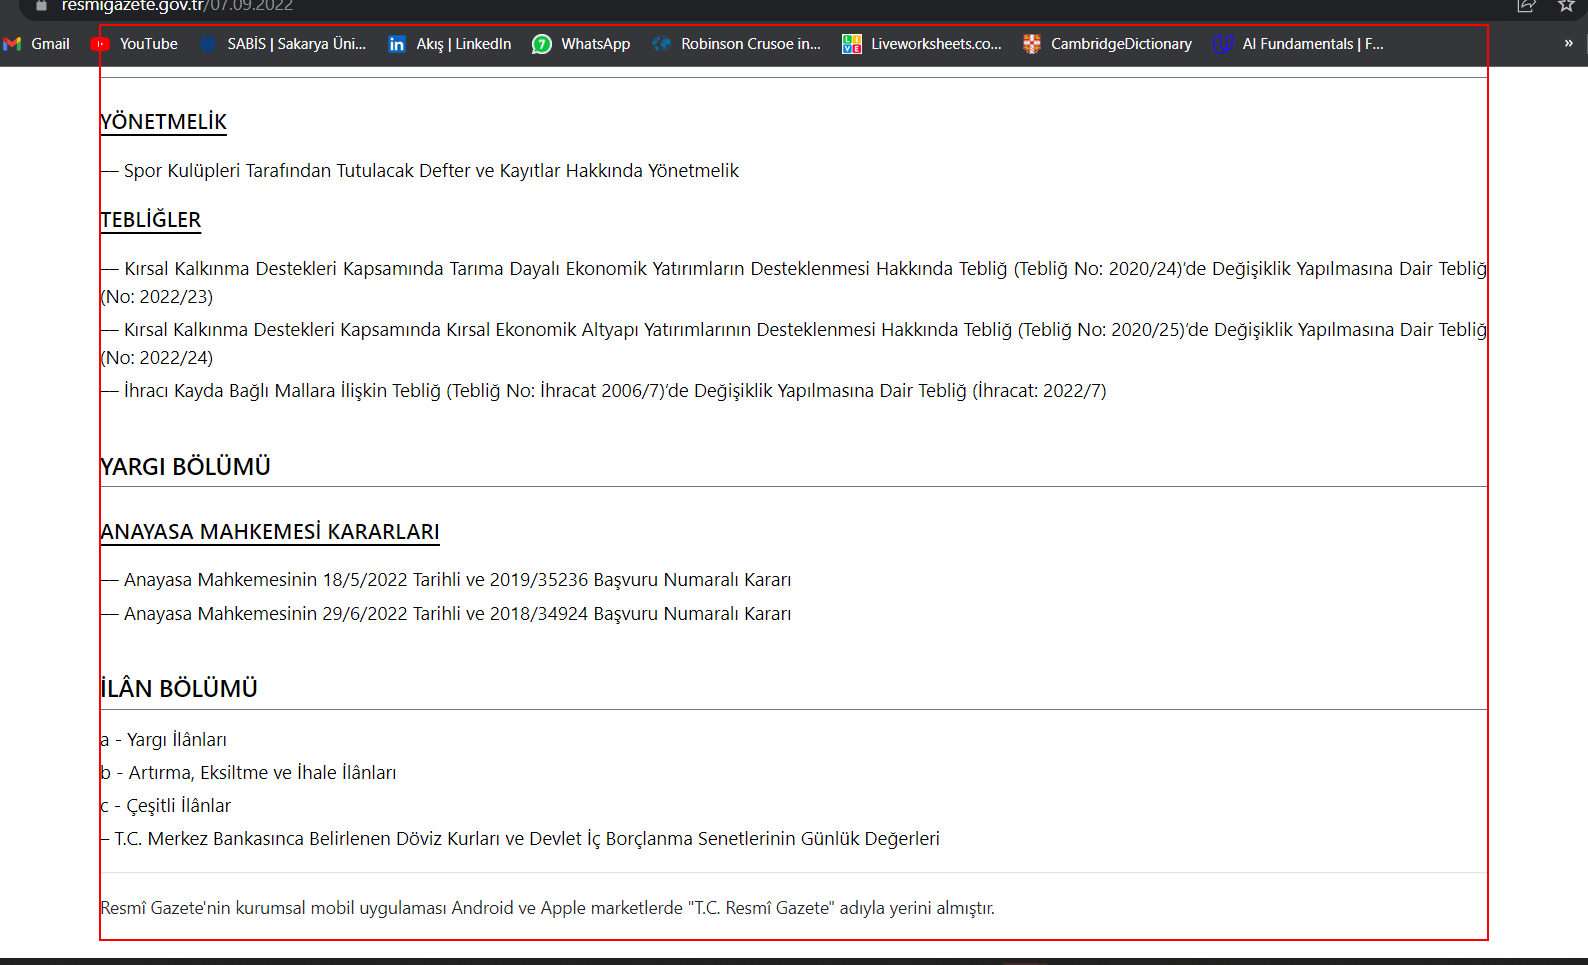 resmigazete.gov.tr/07.09.2022
Gmail YouTube SABİS | Sakarya Üni... Akış | LinkedIn WhatsApp Robinson Crusoe in... Liveworksheets.co... CambridgeDictionary AI Fundamentals | F... »
YÖNETMELİK
–– Spor Kulüpleri Tarafından Tutulacak Defter ve Kayıtlar Hakkında Yönetmelik
TEBLİĞLER
–– Kırsal Kalkınma Destekleri Kapsamında Tarıma Dayalı Ekonomik Yatırımların Desteklenmesi Hakkında Tebliğ (Tebliğ No: 2020/24)’de Değişiklik Yapılmasına Dair Tebliğ
(No: 2022/23)
–– Kırsal Kalkınma Destekleri Kapsamında Kırsal Ekonomik Altyapı Yatırımlarının Desteklenmesi Hakkında Tebliğ (Tebliğ No: 2020/25)’de Değişiklik Yapılmasına Dair Tebliğ
(No: 2022/24)
–– İhracı Kayda Bağlı Mallara İlişkin Tebliğ (Tebliğ No: İhracat 2006/7)’de Değişiklik Yapılmasına Dair Tebliğ (İhracat: 2022/7)
YARGI BÖLÜMÜ
ANAYASA MAHKEMESİ KARARLARI
–– Anayasa Mahkemesinin 18/5/2022 Tarihli ve 2019/35236 Başvuru Numaralı Kararı
–– Anayasa Mahkemesinin 29/6/2022 Tarihli ve 2018/34924 Başvuru Numaralı Kararı
İLÂN BÖLÜMÜ
a - Yargı İlânları
b - Artırma, Eksiltme ve İhale İlânları
c - Çeşitli İlânlar
– T.C. Merkez Bankasınca Belirlenen Döviz Kurları ve Devlet İç Borçlanma Senetlerinin Günlük Değerleri
Resmî Gazete'nin kurumsal mobil uygulaması Android ve Apple marketlerde "T.C. Resmî Gazete" adıyla yerini almıştır.